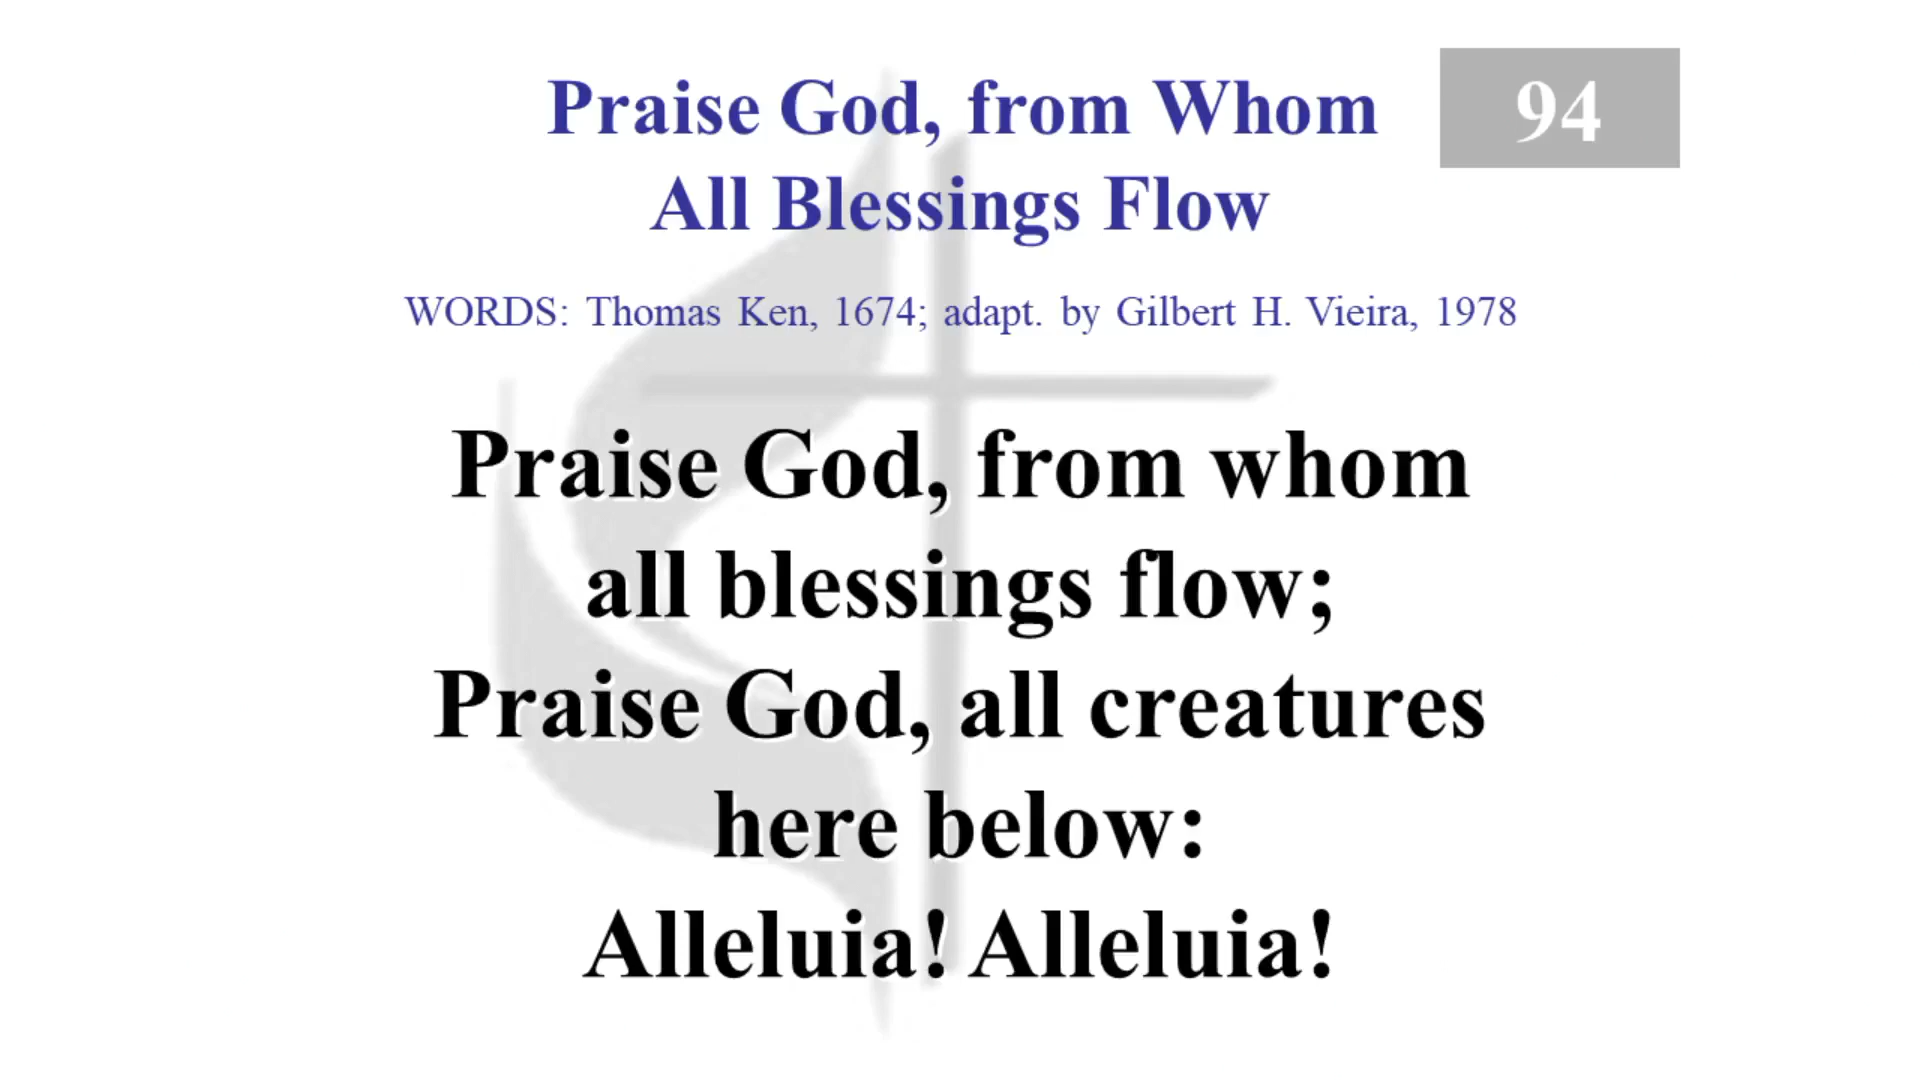 Praise God, from Whom
94
All Blessings Flow
WORDS: Thomas Ken, 1674; adapt. by Gilbert H. Vieira, 1978
Praise God, from whom
all blessings flow;
Praise God, all creatures
here below:
Alleluia! Alleluia!